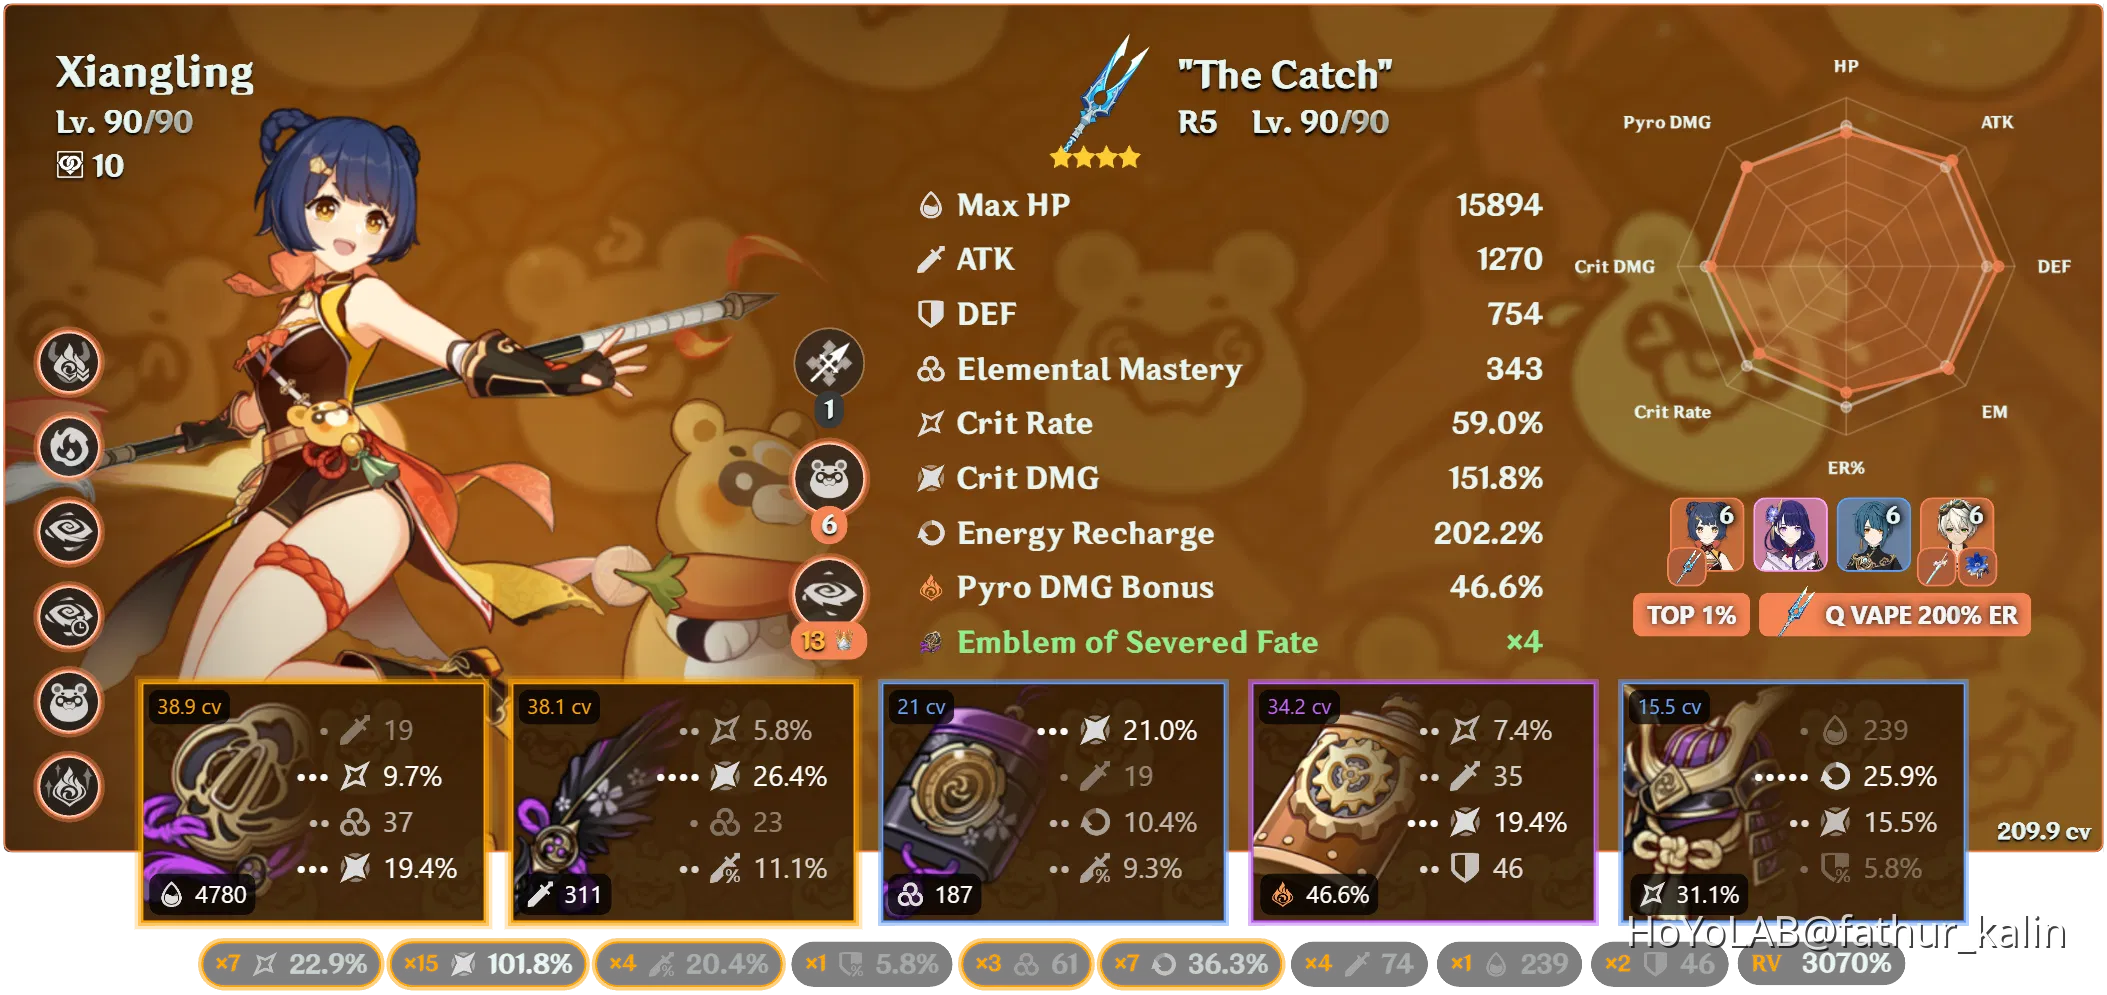 Xiangling
Lv. 90/90
10
"The Catch"
R5 Lv. 90/90
Max HP 15894
ATK 1270
DEF 754
Elemental Mastery 343
Crit Rate 59.0%
Crit DMG 151.8%
Energy Recharge 202.2%
Pyro DMG Bonus 46.6%
Emblem of Severed Fate ×4
1
6
13
HP
ATK
DEF
EM
ER%
Crit Rate
Crit DMG
Pyro DMG
6 6 6
TOP 1% Q VAPE 200% ER
38.9 cv
19
9.7%
37
19.4%
4780
38.1 cv
5.8%
26.4%
23
11.1%
311
21 cv
21.0%
19
10.4%
9.3%
187
34.2 cv
7.4%
35
19.4%
46
46.6%
15.5 cv
239
25.9%
15.5%
5.8%
31.1%
209.9 cv
HoYoLAB@fathur_kalin
×7 22.9% ×15 101.8% ×4 20.4% ×1 5.8% ×3 61 ×7 36.3% ×4 74 ×1 239 ×2 46 RV 3070%